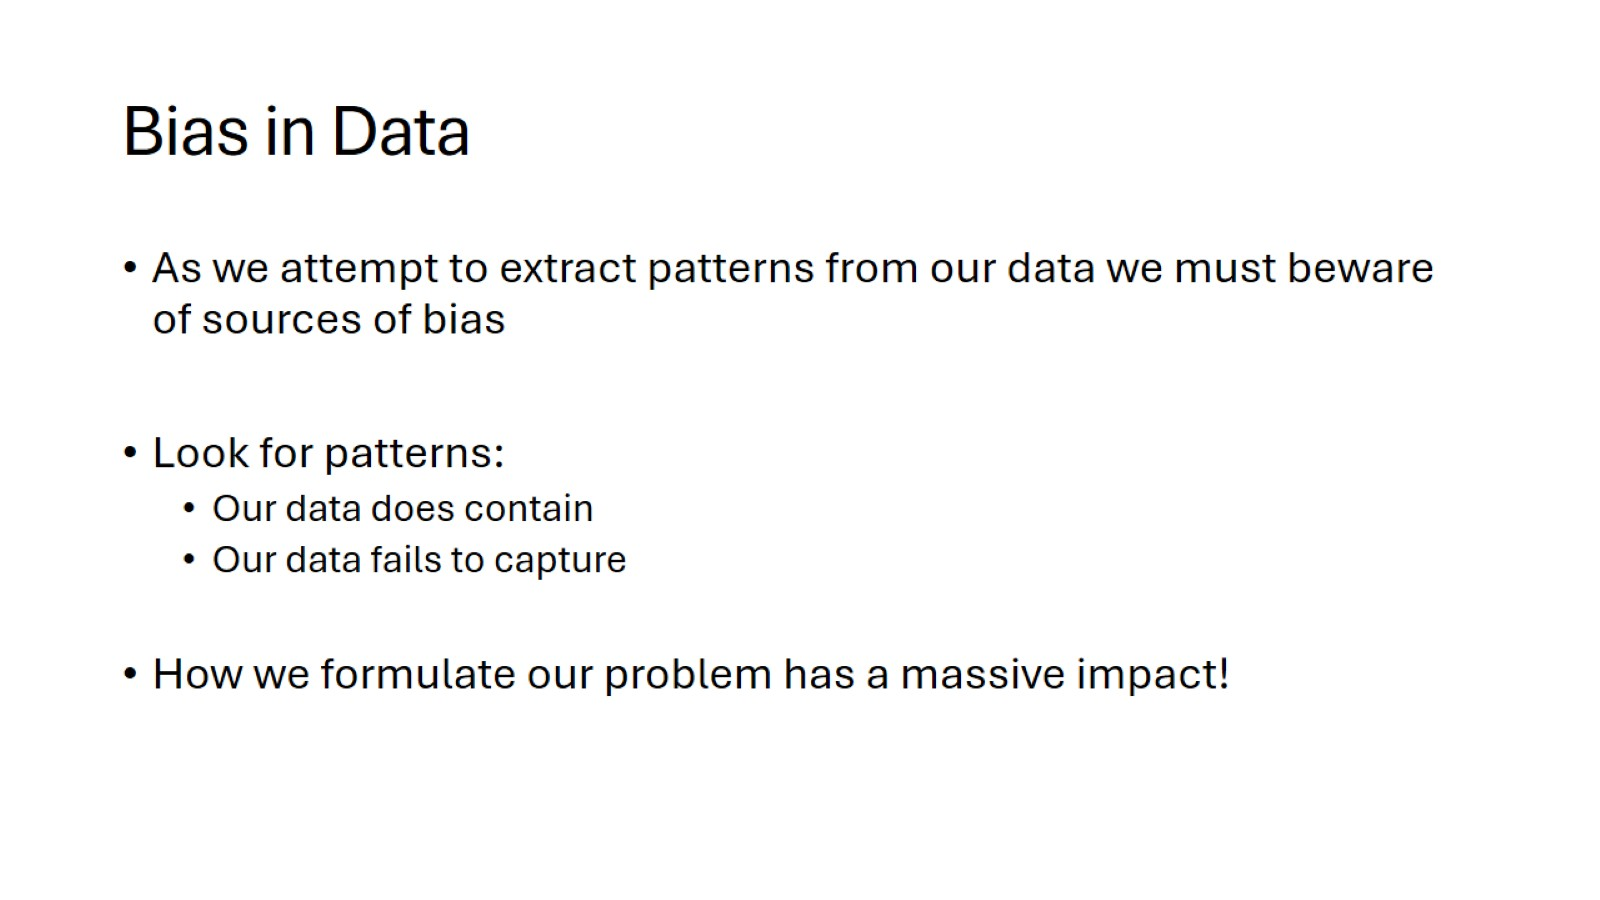 Bias in Data
• As we attempt to extract patterns from our data we must beware
of sources of bias
• Look for patterns:
• Our data does contain
• Our data fails to capture
• How we formulate our problem has a massive impact!